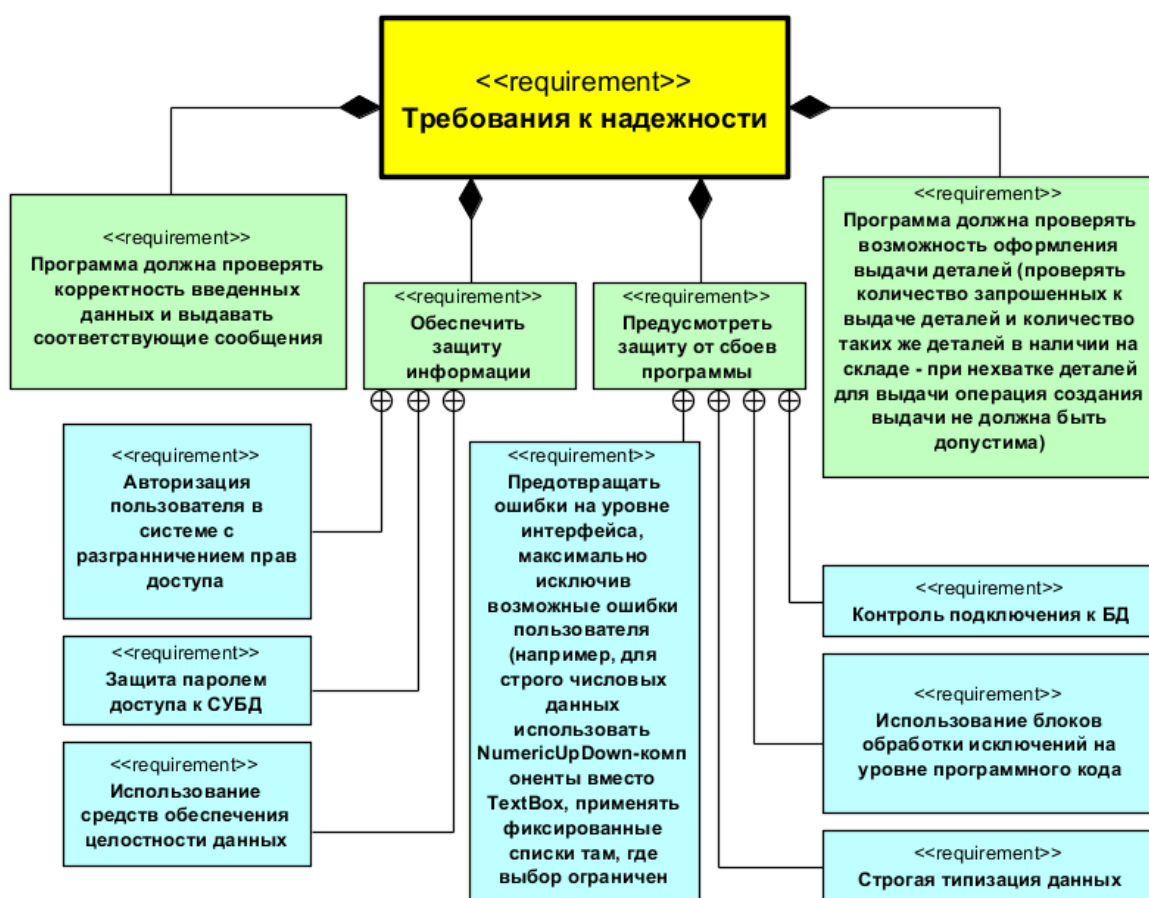 <<requirement>>
Требования к надежности
<<requirement>>
Программа должна проверять
корректность введенных
данных и выдавать
соответствующие сообщения
<<requirement>>
Обеспечить
защиту
информации
<<requirement>>
Предусмотреть
защиту от сбоев
программы
<<requirement>>
Программа должна проверять
возможность оформления
выдачи деталей (проверять
количество запрошенных к
выдаче деталей и количество
таких же деталей в наличии на
складе - при нехватке деталей
для выдачи операция создания
выдачи не должна быть
допустима)
<<requirement>>
Авторизация
пользователя в
системе с
разгранничением прав
доступа
<<requirement>>
Защита паролем
доступа к СУБД
<<requirement>>
Использование
средств обеспечения
целостности данных
<<requirement>>
Предотвращать
ошибки на уровне
интерфейса,
максимально
исключив
возможные ошибки
пользователя
(например, для
строго числовых
данных
использовать
NumericUpDown-комп
оненты вместо
TextBox, применять
фиксированные
списки там, где
выбор ограничен
<<requirement>>
Контроль подключения к БД
<<requirement>>
Использование блоков
обработки исключений на
уровне программного кода
<<requirement>>
Строгая типизация данных